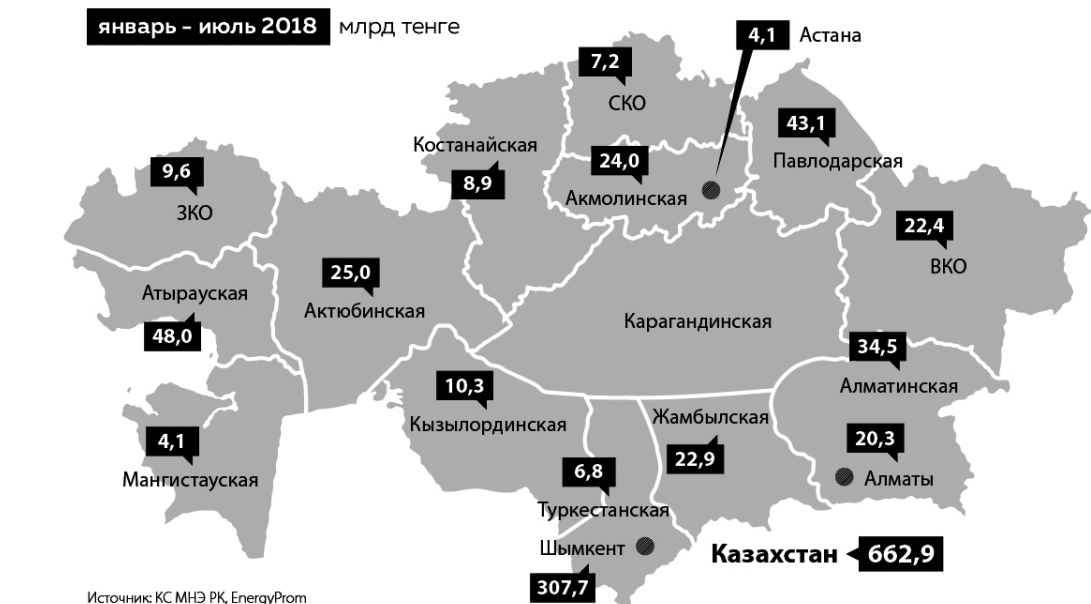 январь – июль 2018 млрд тенге
4,1 Астана
7,2
СКО
43,1
Павлодарская
Костанайская
8,9
24,0
Акмолинская
9,6
ЗКО
22,4
ВКО
25,0
Актюбинская
Атырауская
48,0
Карагандинская
34,5
Алматинская
10,3
Кызылординская
Жамбылская
22,9
20,3
Алматы
4,1
Мангистауская
6,8
Туркестанская
Шымкент
307,7
Казахстан 662,9
Источник: КС МНЭ РК, EnergyProm